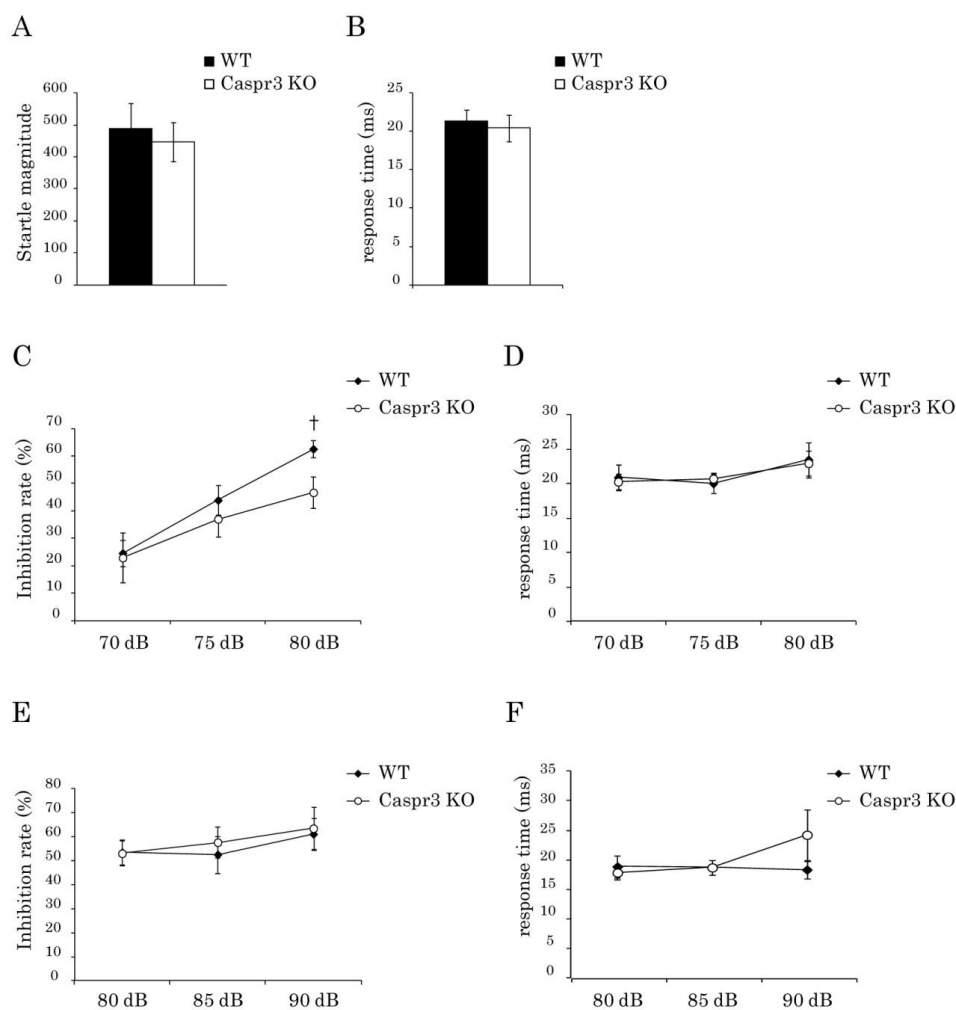 A
WT
Caspr3 KO
Startle magnitude
600
500
400
300
200
100
0
B
WT
Caspr3 KO
response time (ms)
25
20
15
10
5
0
C
WT
Caspr3 KO
Inhibition rate (%)
70
60
50
40
30
20
10
0
†
70 dB 75 dB 80 dB
D
WT
Caspr3 KO
response time (ms)
30
25
20
15
10
5
0
70 dB 75 dB 80 dB
E
WT
Caspr3 KO
Inhibition rate (%)
80
70
60
50
40
30
20
10
0
80 dB 85 dB 90 dB
F
WT
Caspr3 KO
response time (ms)
35
30
25
20
15
10
5
0
80 dB 85 dB 90 dB